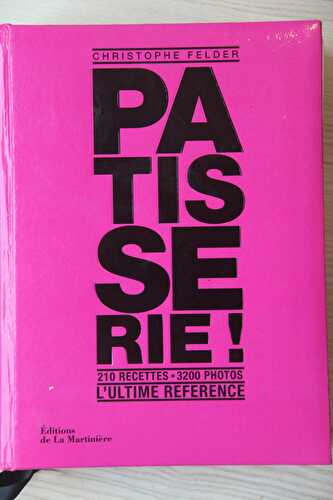 CHRISTOPHE FELDER
PA
TIS
SE
RIE !
210 RECETTES • 3200 PHOTOS
L'ULTIME REFERENCE
Éditions
de La Martinière